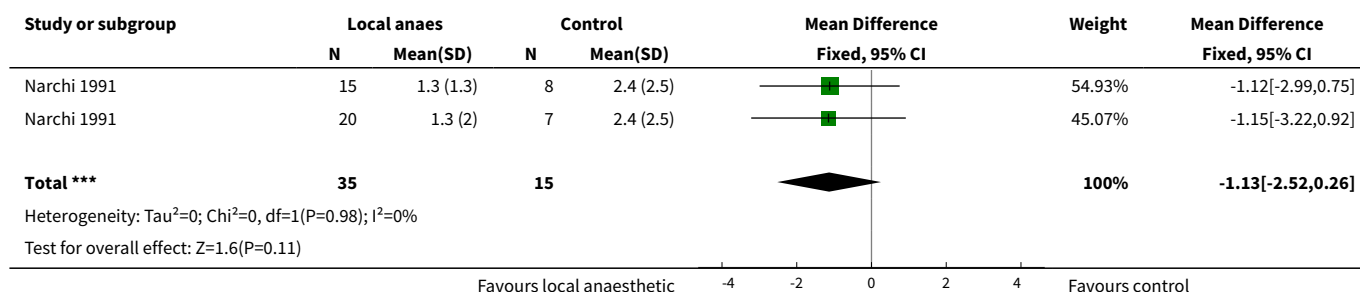 Study or subgroup Local anaes Control Mean Difference Weight Mean Difference
N Mean(SD) N Mean(SD) Fixed, 95% CI Fixed, 95% CI
Narchi 1991 15 1.3 (1.3) 8 2.4 (2.5) 54.93% -1.12[-2.99,0.75]
Narchi 1991 20 1.3 (2) 7 2.4 (2.5) 45.07% -1.15[-3.22,0.92]
Total *** 35 15 100% -1.13[-2.52,0.26]
Heterogeneity: Tau²=0; Chi²=0, df=1(P=0.98); I²=0%
Test for overall effect: Z=1.6(P=0.11)
Favours local anaesthetic -4 -2 0 2 4 Favours control